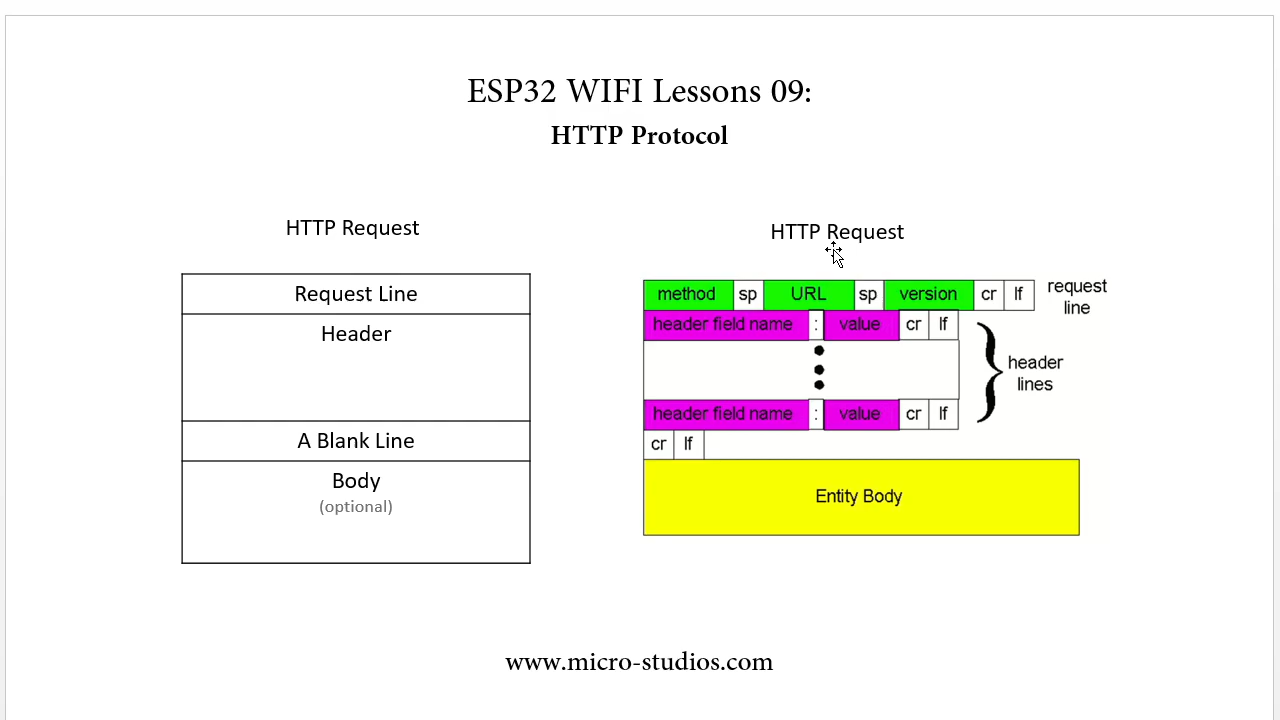 ESP32 WIFI Lessons 09:
HTTP Protocol
HTTP Request
Request Line
Header
A Blank Line
Body
(optional)
HTTP Request
method sp URL sp version cr lf request line
header field name : value cr lf
header lines
header field name : value cr lf
cr lf
Entity Body
www.micro-studios.com